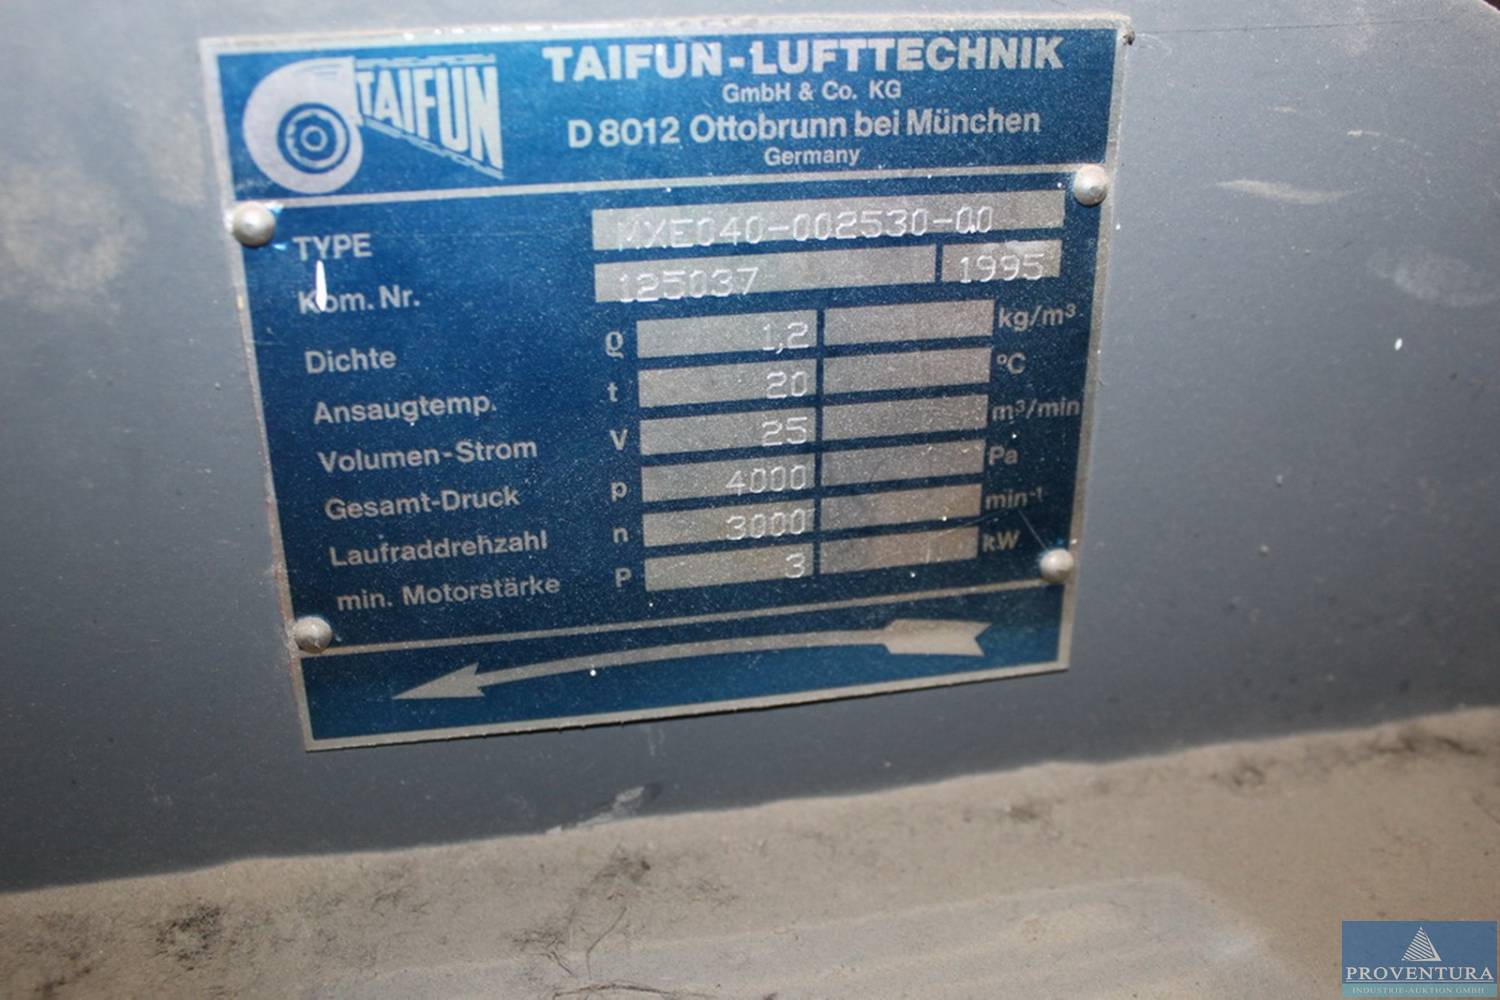 TAIFUN
TAIFUN-LUFTTECHNIK
GmbH & Co. KG
D 8012 Ottobrunn bei München
Germany
TYPE MXE040-002530-00
Kom. Nr. 125037 1995
Dichte ϱ 1,2 kg/m³
Ansaugtemp. t 20 °C
Volumen-Strom V 25 m³/min
Gesamt-Druck p 4000 Pa
Laufraddrehzahl n 3000 min-1
min. Motorstärke P 3 kW
PROVENTURA
INDUSTRIE-AUKTION GMBH